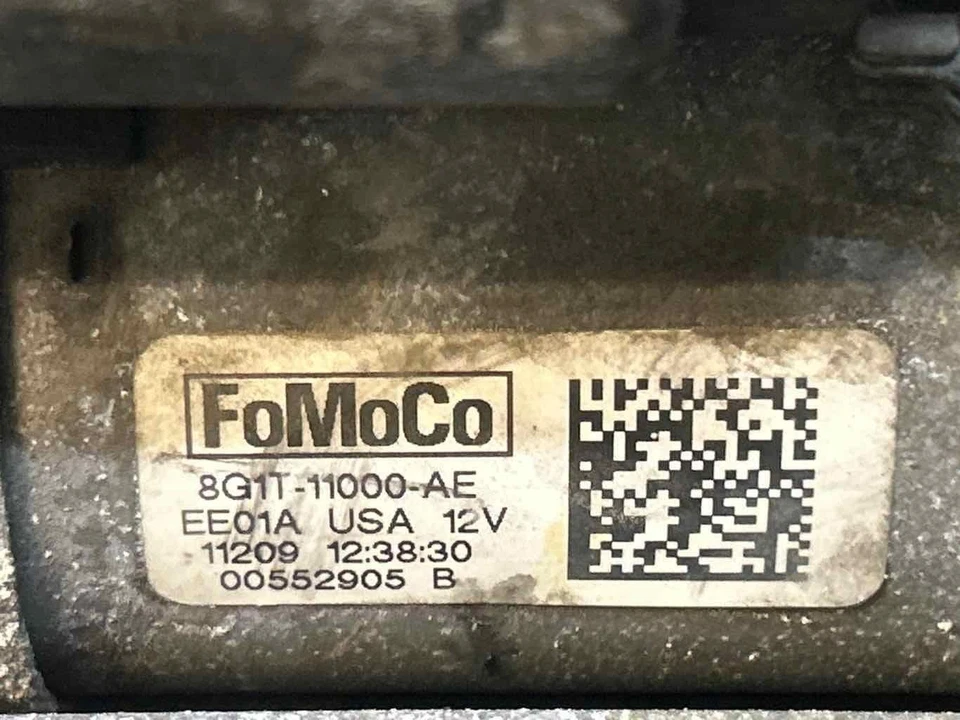 FoMoCo
8G1T-11000-AE
EE01A USA 12V
11209 12:38:30
00552905 B